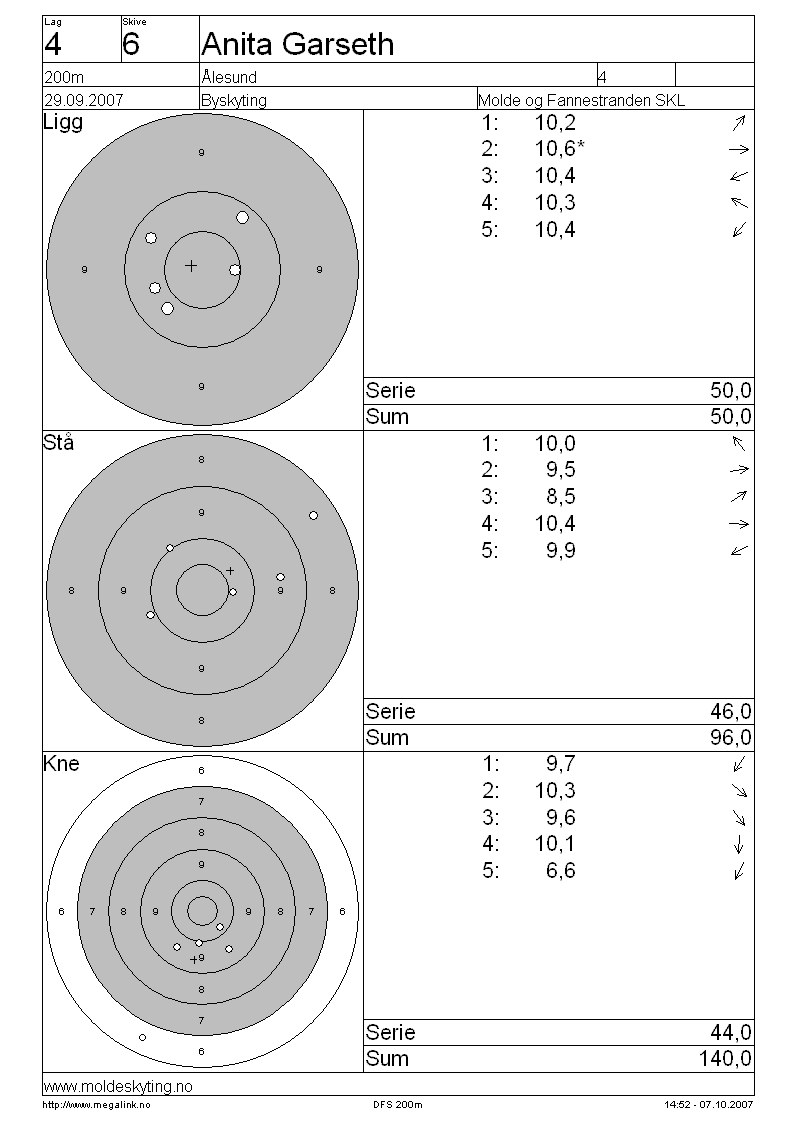 Lag Skive
4 6 Anita Garseth
200m Ålesund 4
29.09.2007 Byskyting Molde og Fannestranden SKL
Ligg
1: 10,2
2: 10,6*
3: 10,4
4: 10,3
5: 10,4
9
9 9
9
Serie 50,0
Sum 50,0
Stå
1: 10,0
2: 9,5
3: 8,5
4: 10,4
5: 9,9
8
9
8 9 9 8
9
8
Serie 46,0
Sum 96,0
Kne
1: 9,7
2: 10,3
3: 9,6
4: 10,1
5: 6,6
6
7
8
9
6 7 8 9 9 8 7 6
9
8
7
6
Serie 44,0
Sum 140,0
www.moldeskyting.no
http://www.megalink.no DFS 200m 14:52 - 07.10.2007